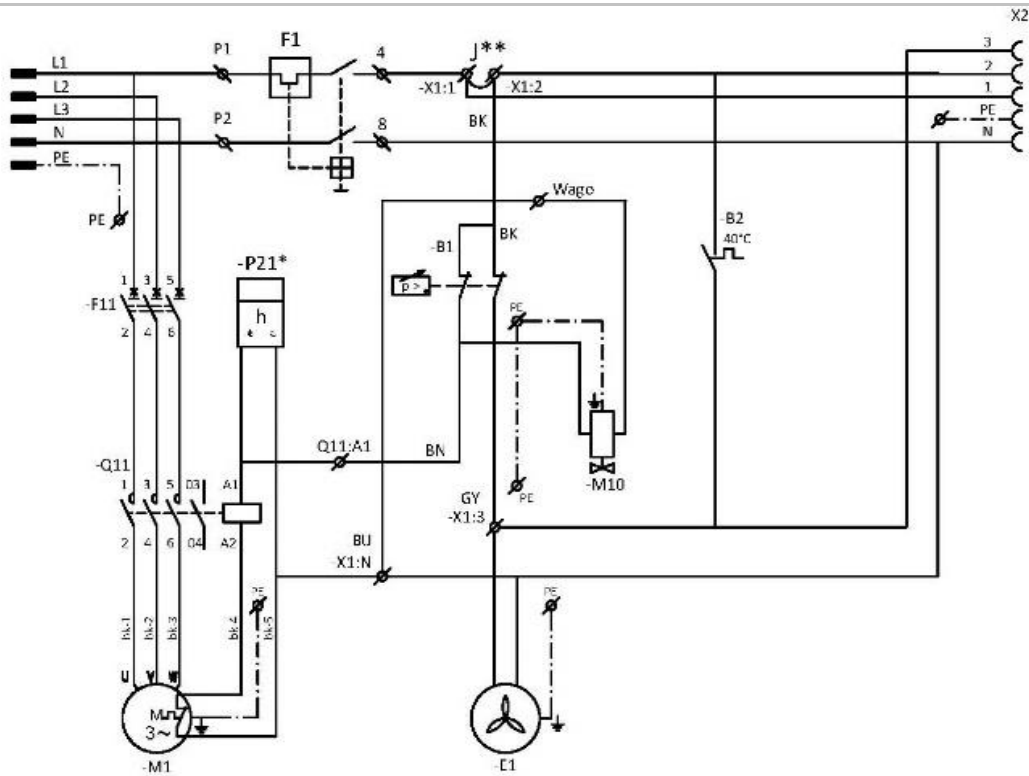 -X2
F1
P1
4
J**
3
L1
2
L2
-X1:1
-X1:2
1
L3
P2
8
BK
PE
N
N
PE
PE
Wago
-B1
BK
-B2
40°C
-P21*
1 3 5
p >
PE
-F11
h
2 4 6
Q11:A1
BN
-M10
-Q11
1 3 5 03 A1
GY
PE
-X1:3
2 4 6 04 A2
BU
-X1:N
PE
PE
bk-1
bk-2
bk-3
bk-4
bk-5
U V W
M
3~
-M1
-E1